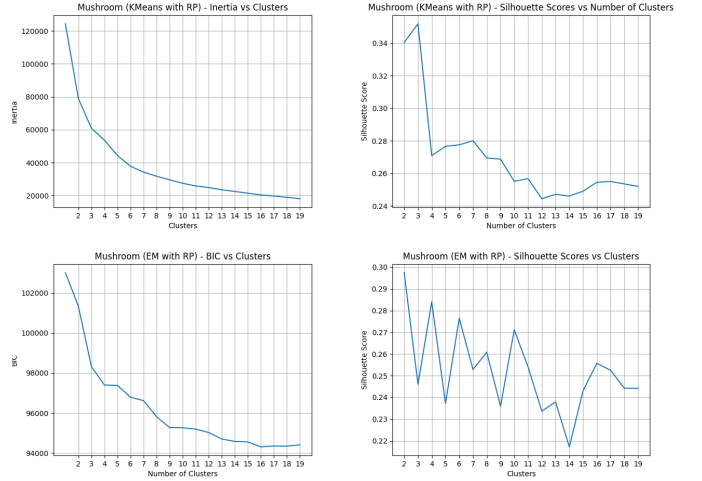 Mushroom (KMeans with RP) - Inertia vs Clusters
120000
100000
80000
60000
40000
20000
Inertia
2 3 4 5 6 7 8 9 10 11 12 13 14 15 16 17 18 19
Clusters
Mushroom (KMeans with RP) - Silhouette Scores vs Number of Clusters
0.34
0.32
0.30
0.28
0.26
0.24
Silhouette Score
2 3 4 5 6 7 8 9 10 11 12 13 14 15 16 17 18 19
Number of Clusters
Mushroom (EM with RP) - BIC vs Clusters
102000
100000
98000
96000
94000
BIC
2 3 4 5 6 7 8 9 10 11 12 13 14 15 16 17 18 19
Number of Clusters
Mushroom (EM with RP) - Silhouette Scores vs Clusters
0.30
0.29
0.28
0.27
0.26
0.25
0.24
0.23
0.22
Silhouette Score
2 3 4 5 6 7 8 9 10 11 12 13 14 15 16 17 18 19
Clusters